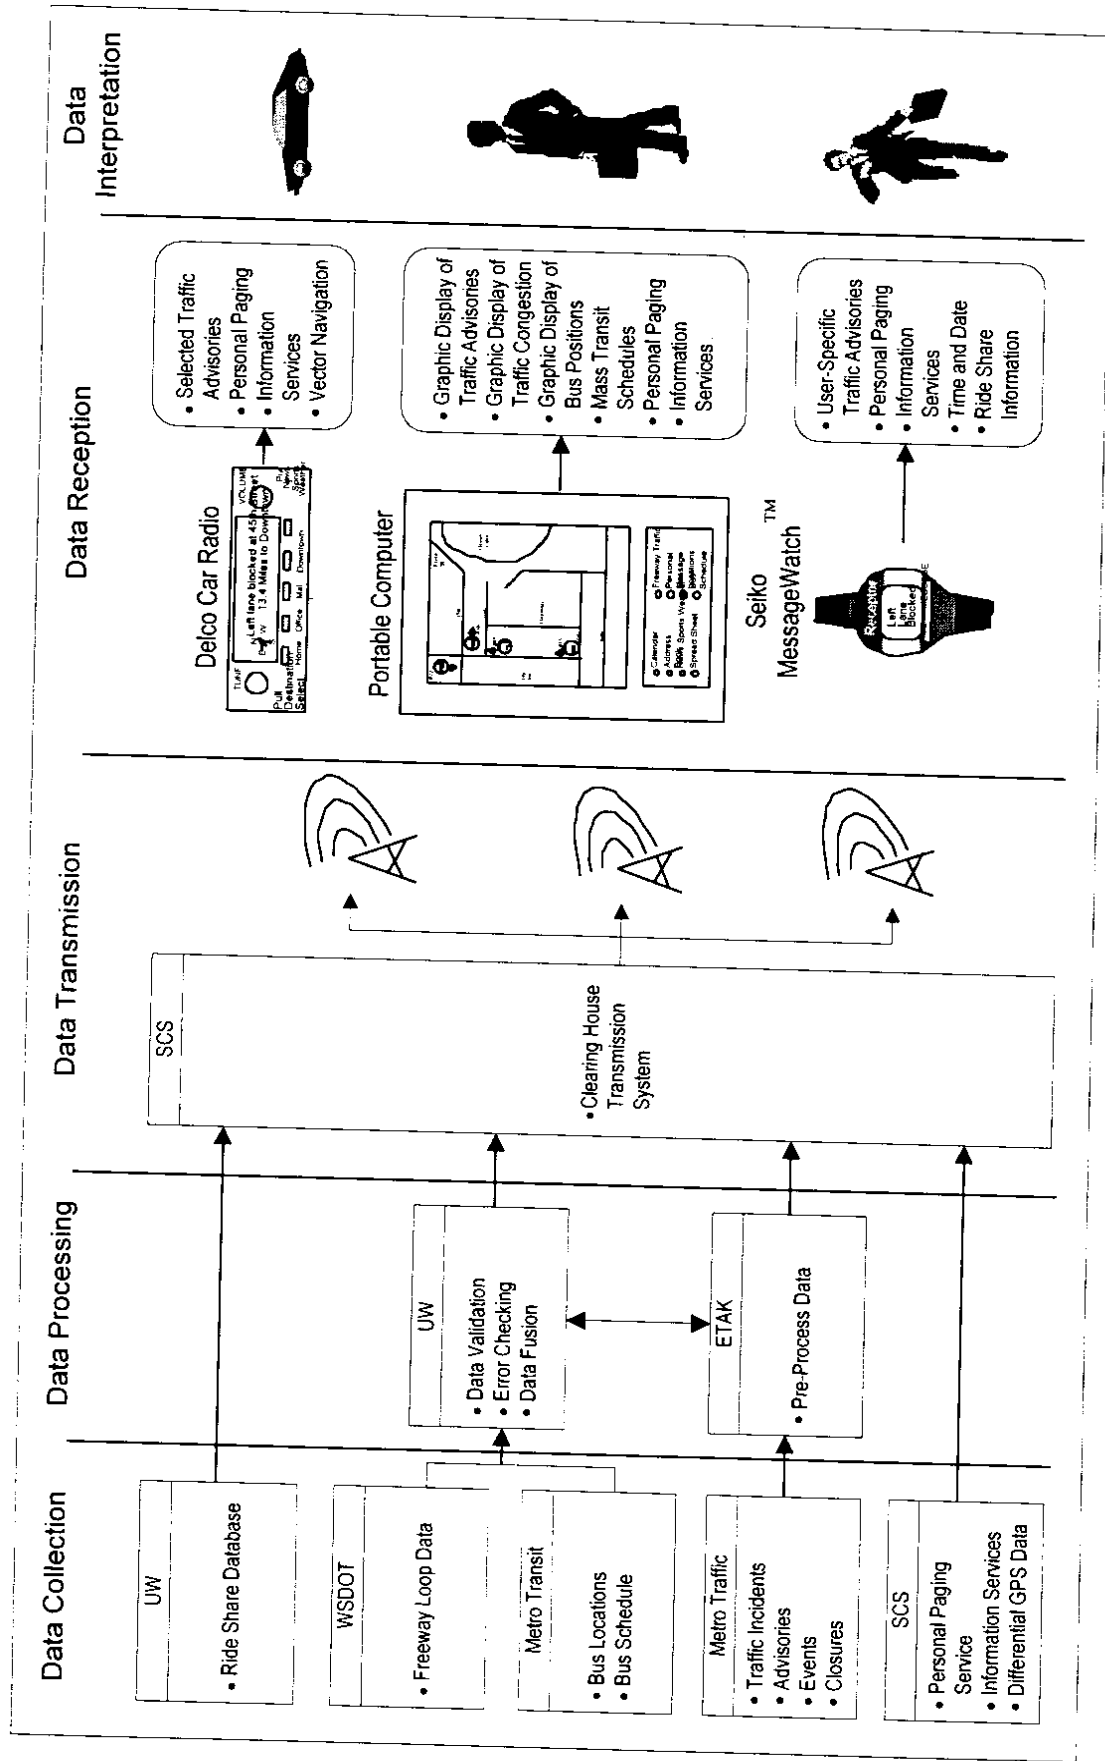 Data Collection
Data Processing
Data Transmission
Data Reception
Data
Interpretation
UW
• Ride Share Database
WSDOT
• Freeway Loop Data
Metro Transit
• Bus Locations
• Bus Schedule
Metro Traffic
• Traffic Incidents
• Advisories
• Events
• Closures
SCS
• Personal Paging
Service
• Information Services
• Differential GPS Data
UW
• Data Validation
• Error Checking
• Data Fusion
ETAK
• Pre-Process Data
SCS
• Clearing House
Transmission
System
Delco Car Radio
TUNE
VOLUME
Left lane blocked at 45th Street
W 13.4 Miles to Downtown
Pull
Destination
Select
Home Office Mal Downtown
News
Sports
Weather
• Selected Traffic
Advisories
• Personal Paging
• Information
Services
• Vector Navigation
Portable Computer
Calendar
Address
Spread Sheet
Freeway Traffic
Personal
Message
Schedule
• Graphic Display of
Traffic Advisories
• Graphic Display of
Traffic Congestion
• Graphic Display of
Bus Positions
• Mass Transit
Schedules
• Personal Paging
• Information
Services
Seiko
MessageWatch TM
Receptor
Left
Lane
Blocked
• User-Specific
Traffic Advisories
• Personal Paging
• Information
Services
• Time and Date
• Ride Share
Information